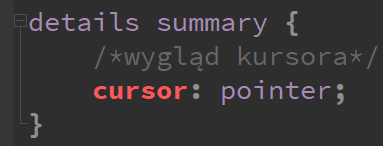 details summary {
/*wygląd kursora*/
cursor: pointer;
}